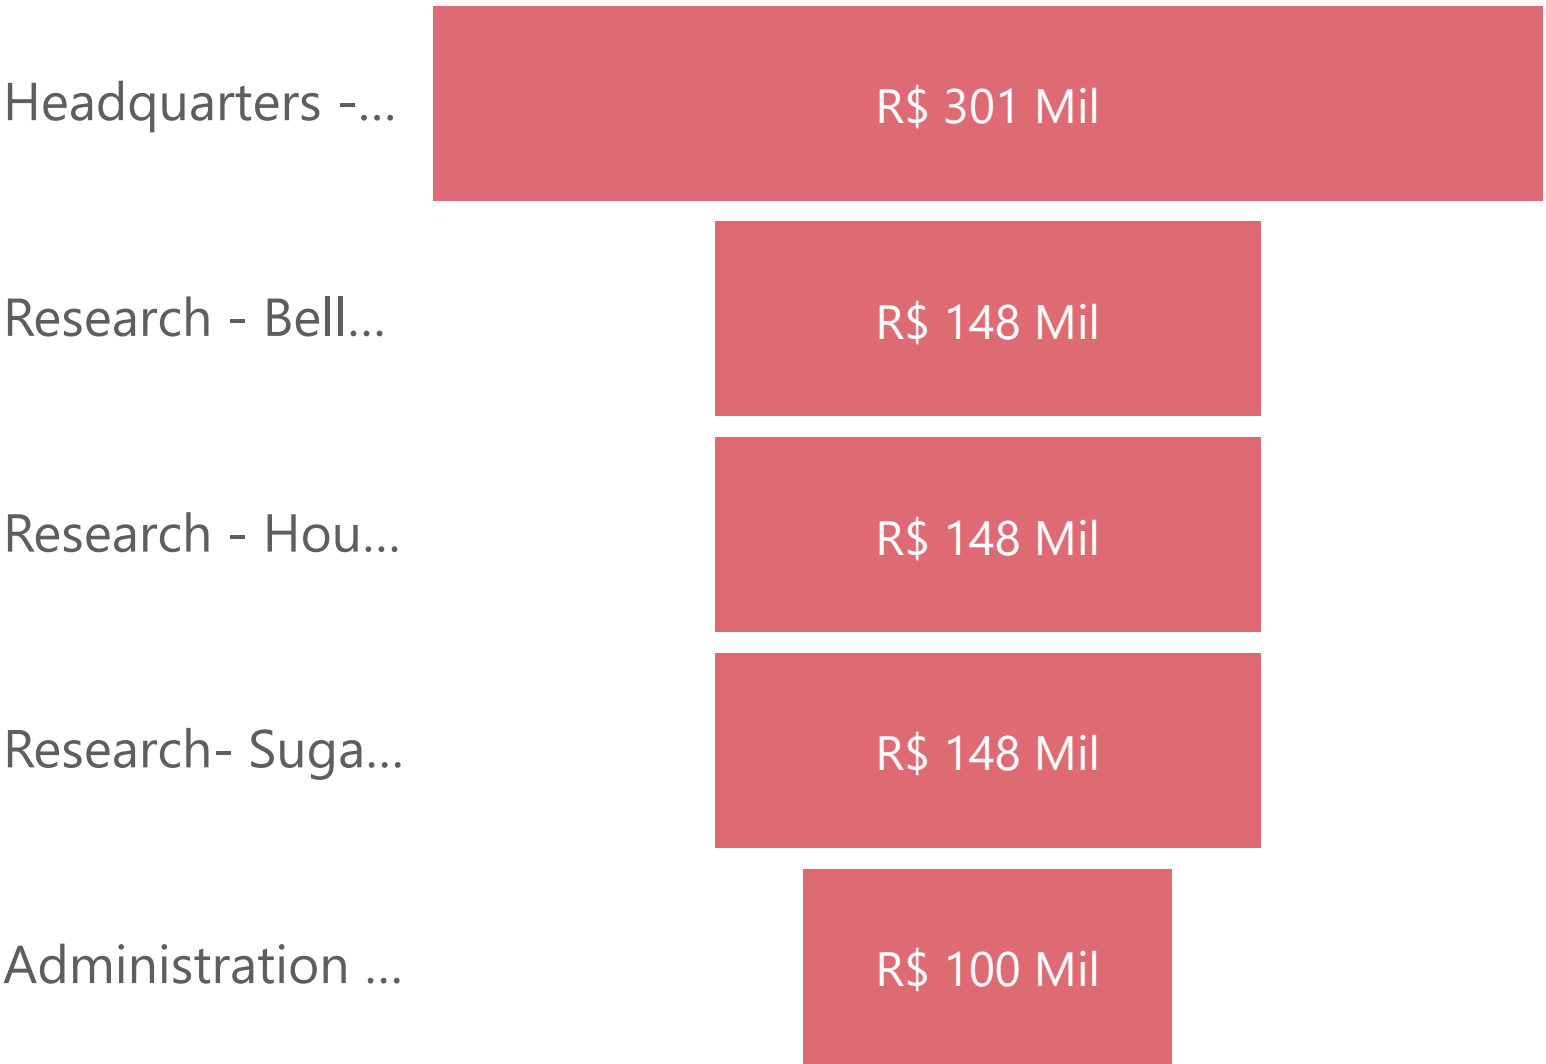 Headquarters -...
R$ 301 Mil
Research - Bell...
R$ 148 Mil
Research - Hou...
R$ 148 Mil
Research- Suga...
R$ 148 Mil
Administration ...
R$ 100 Mil